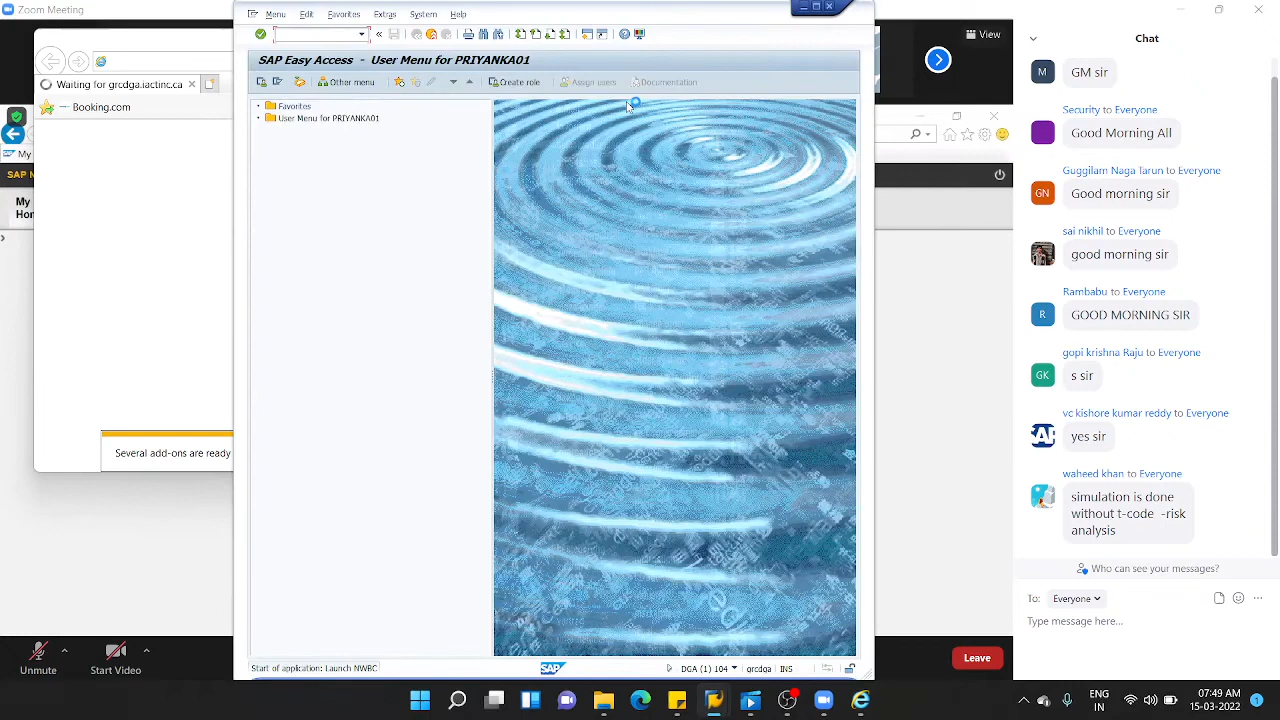 Zoom Meeting
Menu Edit Favorites Extras Systems Help
SAP Easy Access - User Menu for PRIYANKA01
Other menu
Create role
Assign users
Documentation
Favorites
User Menu for PRIYANKA01
Waiting for grcdga.iactinc.ca
Booking.com
My
SAP N
My
Hor
Several add-ons are ready
Start of application: Launch NWBC
SAP
DGA (1) 104
grcdga
INS
View
Unmute
Start Video
Leave
Chat
M
Gm sir
Security to Everyone
Good Morning All
Guggilam Naga Tarun to Everyone
GN
Good morning sir
sai nikhil to Everyone
good morning sir
Rambabu to Everyone
R
GOOD MORNING SIR
gopi krishna Raju to Everyone
GK
s sir
vc kishore kumar reddy to Everyone
yes sir
waheed khan to Everyone
simulation is done
without t-code -risk
analysis
Who can see your messages?
To: Everyone
Type message here...
ENG
IN
07:49 AM
15-03-2022
1